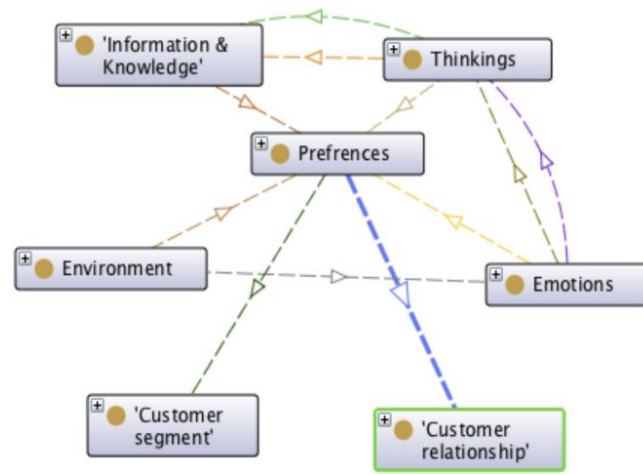 'Information &
Knowledge'
Thinkings
Prefrences
Environment
Emotions
'Customer
segment'
'Customer
relationship'